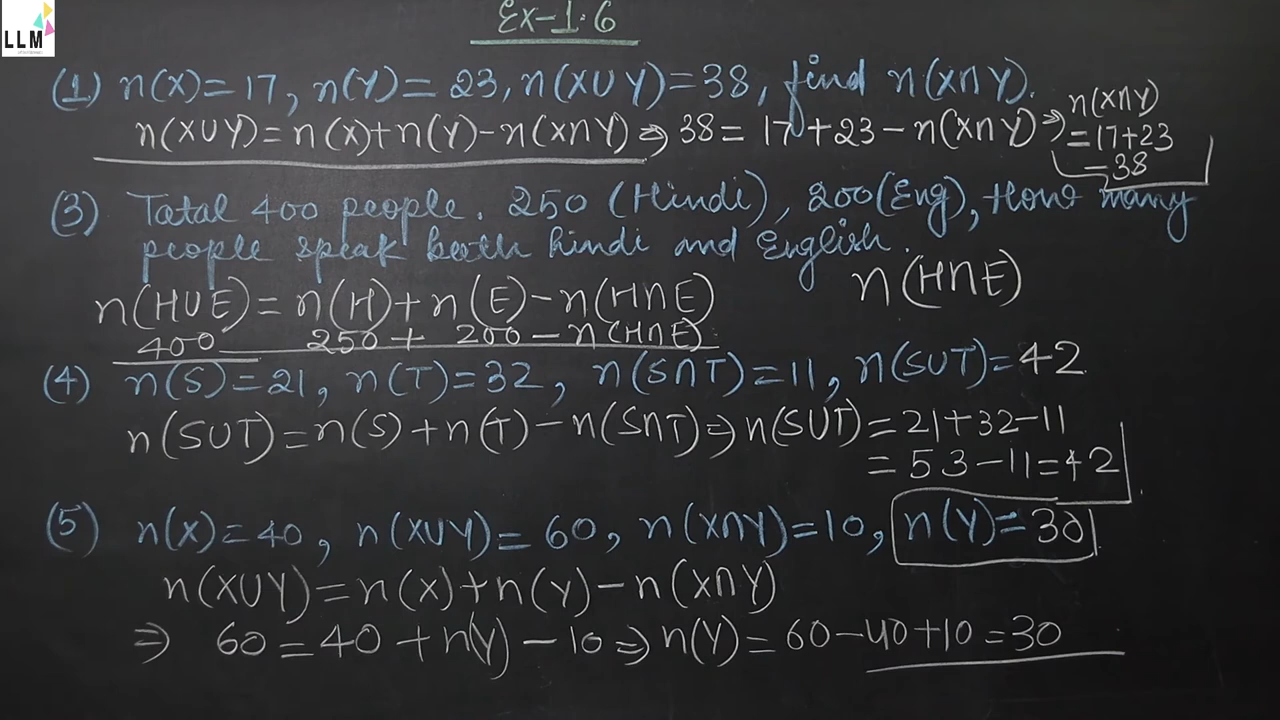 LLM
Ex-1.6
(1) n(X)=17, n(Y)=23, n(X∪Y)=38, find n(X∩Y).
n(X∪Y)=n(X)+n(Y)-n(X∩Y)⇒38=17+23-n(X∩Y)⇒ n(X∩Y)
=17+23
-38
(3) Total 400 people. 250 (Hindi), 200(Eng), How many
people speak both hindi and English.
n(H∩E)
n(H∪E)=n(H)+n(E)-n(H∩E)
400 250+ 200-n(H∩E)
(4) n(S)=21, n(T)=32, n(S∩T)=11, n(S∪T)=42
n(S∪T)=n(S)+n(T)-n(S∩T)⇒n(S∪T)=21+32-11
=53-11=42
(5) n(X)=40, n(X∪Y)=60, n(X∩Y)=10, n(Y)=30
n(X∪Y)=n(X)+n(Y)-n(X∩Y)
⇒ 60=40+n(Y)-10⇒n(Y)=60-40+10=30